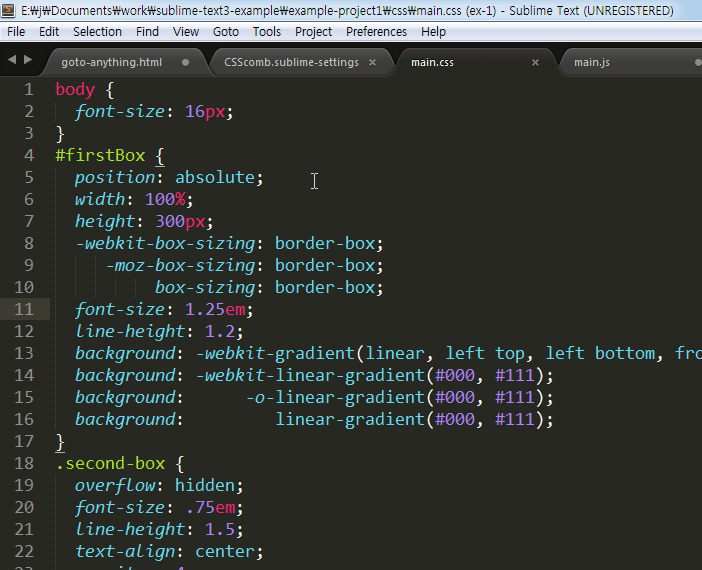 E:₩j₩Documents₩work₩sublime-text3-example₩example-project1₩css₩main.css (ex-1) - Sublime Text (UNREGISTERED)
File Edit Selection Find View Goto Tools Project Preferences Help
goto-anything.html CSScomb.sublime-settings main.css main.js
1 body {
2   font-size: 16px;
3 }
4 #firstBox {
5   position: absolute;
6   width: 100%;
7   height: 300px;
8   -webkit-box-sizing: border-box;
9      -moz-box-sizing: border-box;
10           box-sizing: border-box;
11   font-size: 1.25em;
12   line-height: 1.2;
13   background: -webkit-gradient(linear, left top, left bottom, fro
14   background: -webkit-linear-gradient(#000, #111);
15   background:      -o-linear-gradient(#000, #111);
16   background:         linear-gradient(#000, #111);
17 }
18 .second-box {
19   overflow: hidden;
20   font-size: .75em;
21   line-height: 1.5;
22   text-align: center;